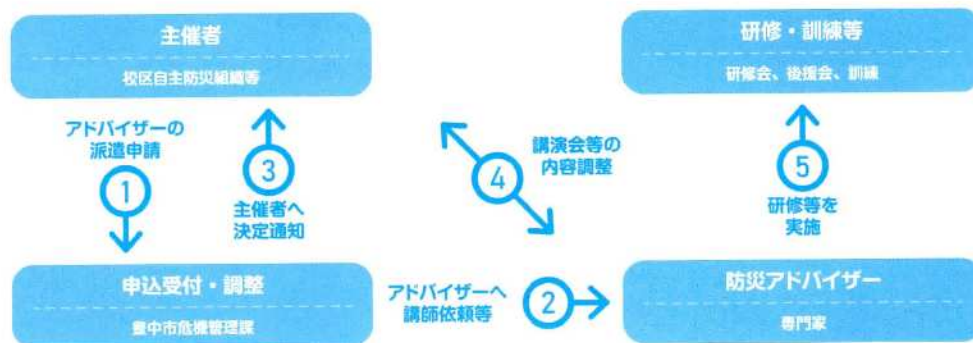 主催者
校区自主防災組織等
研修・訓練等
研修会、後援会、訓練
アドバイザーの
派遣申請
1
3
主催者へ
決定通知
4
講演会等の
内容調整
5
研修等を
実施
申込受付・調整
豊中市危機管理課
アドバイザーへ
講師依頼等
2
防災アドバイザー
専門家